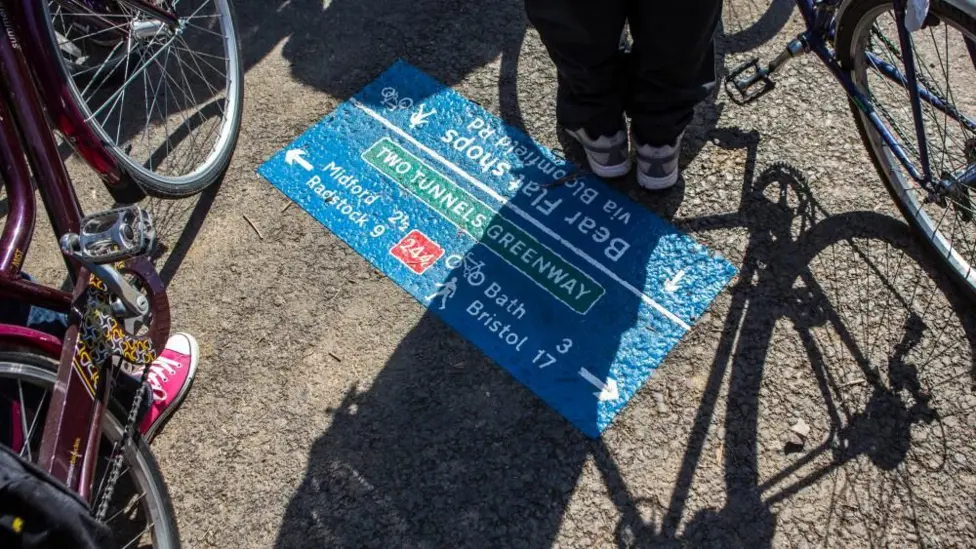 TWO TUNNELS GREENWAY
Midford 2½
Radstock 9
244
Bath 3
Bristol 17
Bear Flat shops
via Bloomfield Rd